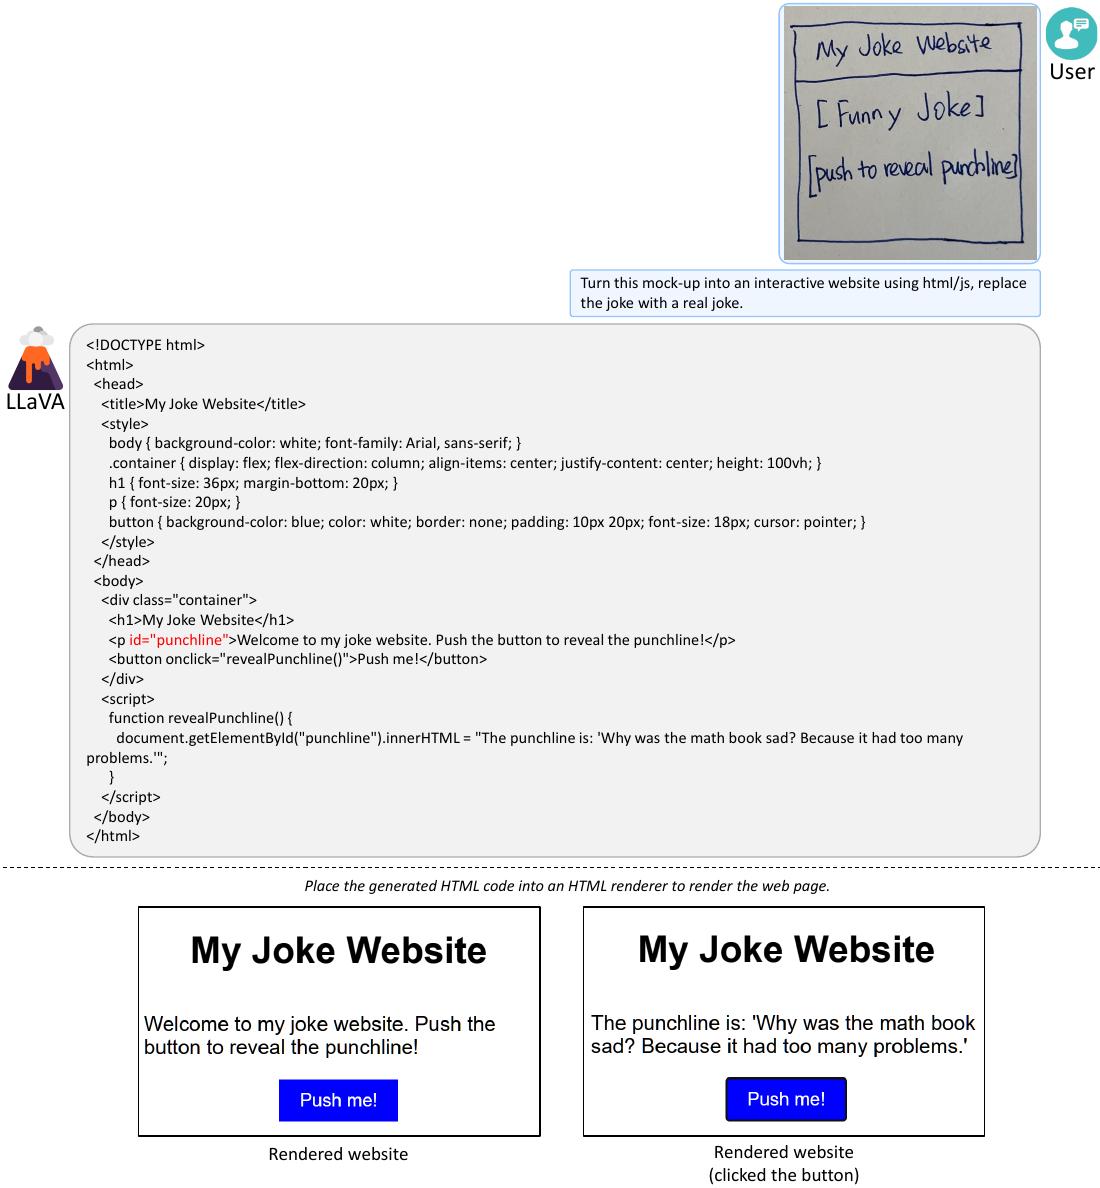 My Joke Website
[Funny Joke]
[push to reveal punchline]
User
Turn this mock-up into an interactive website using html/js, replace
the joke with a real joke.
LLaVA
<!DOCTYPE html>
<html>
<head>
<title>My Joke Website</title>
<style>
body { background-color: white; font-family: Arial, sans-serif; }
.container { display: flex; flex-direction: column; align-items: center; justify-content: center; height: 100vh; }
h1 { font-size: 36px; margin-bottom: 20px; }
p { font-size: 20px; }
button { background-color: blue; color: white; border: none; padding: 10px 20px; font-size: 18px; cursor: pointer; }
</style>
</head>
<body>
<div class="container">
<h1>My Joke Website</h1>
<p id="punchline">Welcome to my joke website. Push the button to reveal the punchline!</p>
<button onclick="revealPunchline()">Push me!</button>
</div>
<script>
function revealPunchline() {
document.getElementById("punchline").innerHTML = "The punchline is: 'Why was the math book sad? Because it had too many
problems.'";
}
</script>
</body>
</html>
Place the generated HTML code into an HTML renderer to render the web page.
My Joke Website
Welcome to my joke website. Push the
button to reveal the punchline!
Push me!
Rendered website
My Joke Website
The punchline is: 'Why was the math book
sad? Because it had too many problems.'
Push me!
Rendered website
(clicked the button)